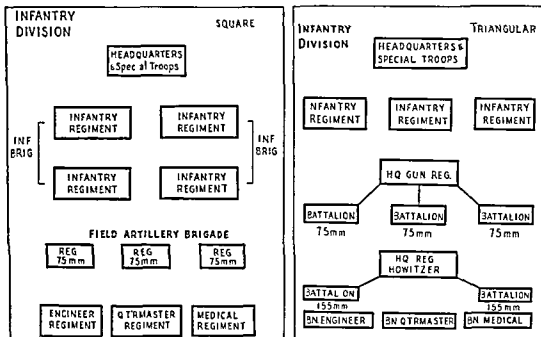 INFANTRY
DIVISION
SQUARE
HEADQUARTERS
& Spec al Troops
INFANTRY
REGIMENT
INFANTRY
REGIMENT
INF
BRIG
INF
BRIG
INFANTRY
REGIMENT
INFANTRY
REGIMENT
FIELD ARTILLERY BRIGADE
REG
75mm
REG
75mm
REG
75mm
ENGINEER
REGIMENT
QT'RMASTER
REGIMENT
MEDICAL
REGIMENT
INFANTRY
DIVISION
TRIANGULAR
HEADQUARTERS &
SPECIAL TROOPS
NFANTRY
REGIMENT
INFANTRY
REGIMENT
INFANTRY
REGIMENT
HQ GUN REG.
BATTALION
75mm
BATTALION
75mm
BATTALION
75mm
HQ REG
HOWITZER
BATTAL ON
155mm
BATTALION
155mm
BN. ENGINEER
BN QTRMASTER
BN MEDICAL